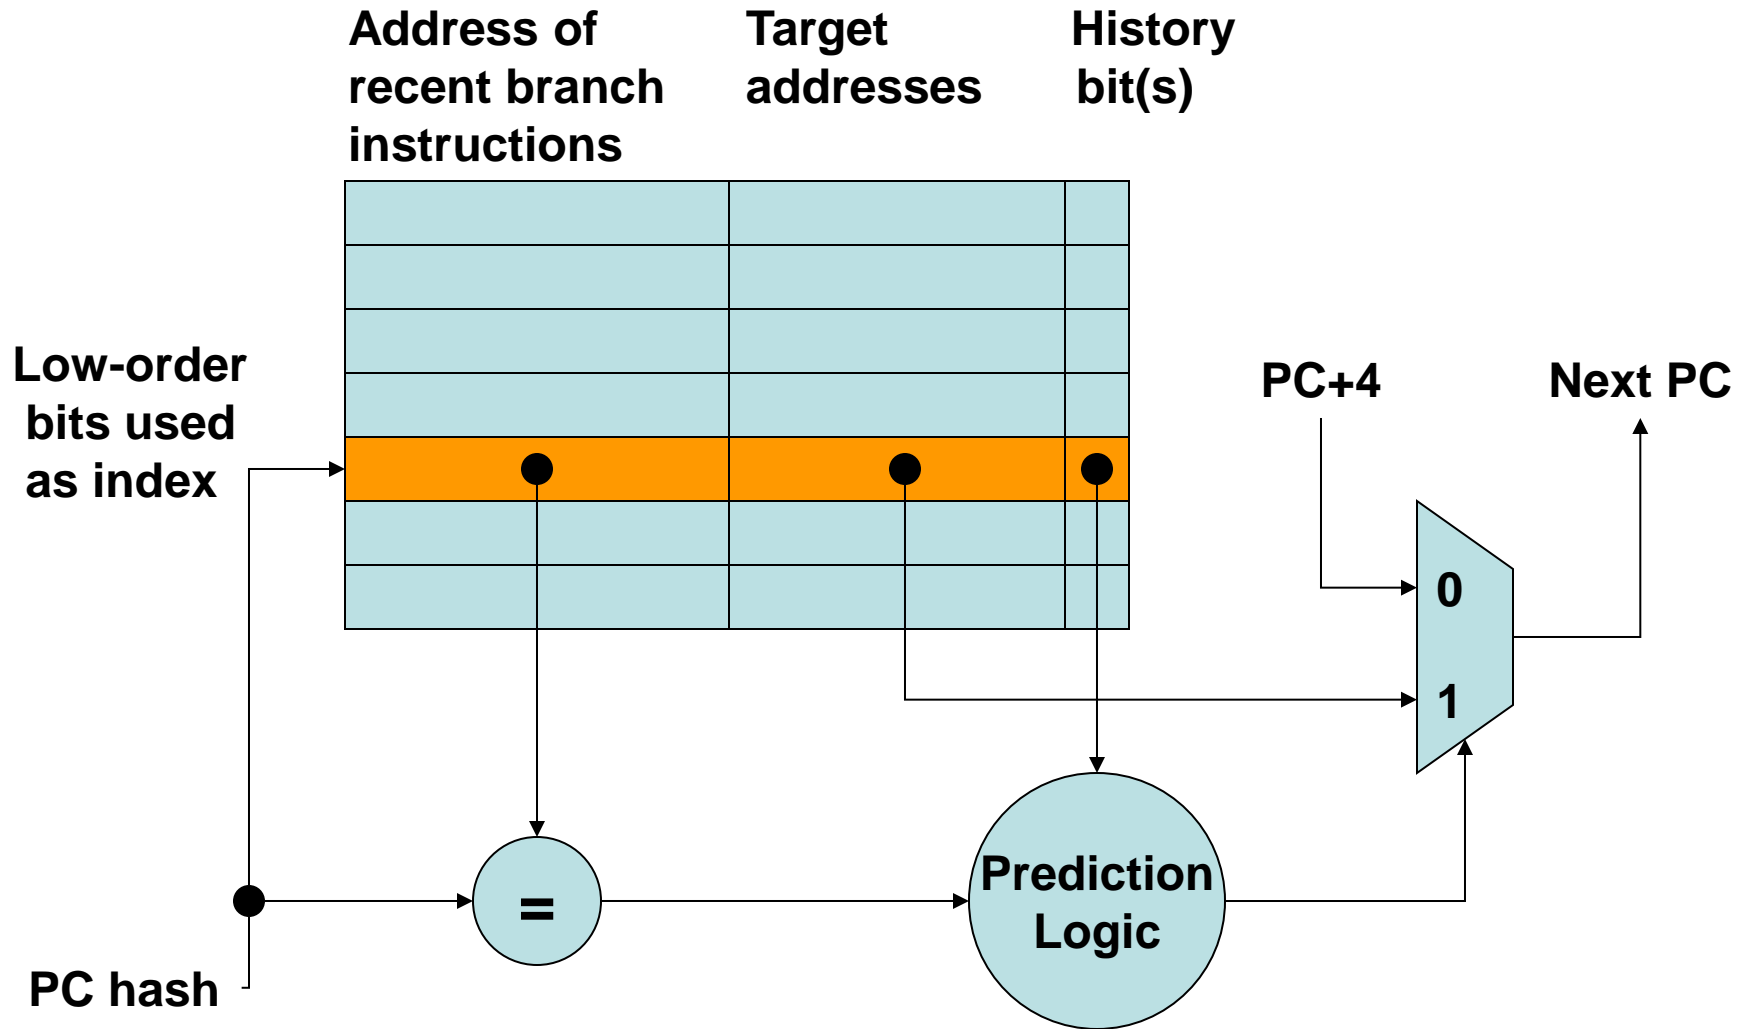 Address of
recent branch
instructions
Target
addresses
History
bit(s)
Low-order
bits used
as index
PC+4
Next PC
0
1
=
Prediction
Logic
PC hash